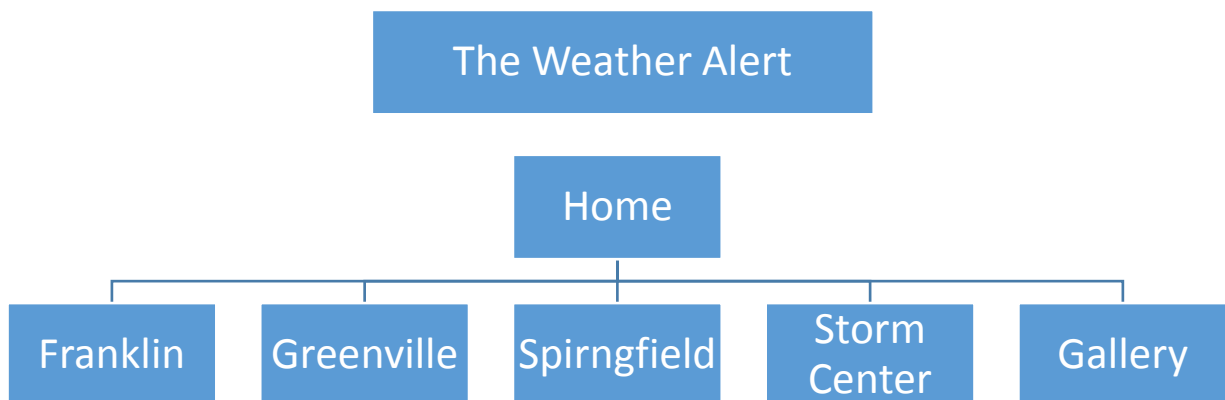 The Weather Alert
Home
Franklin
Greenville
Spirngfield
Storm
Center
Gallery